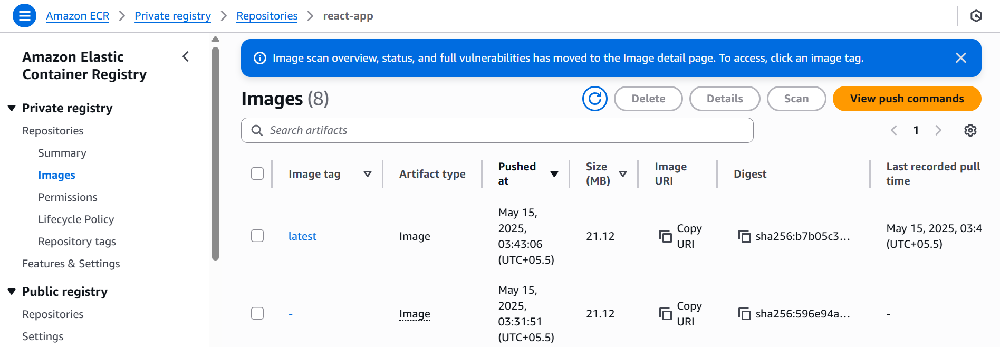 Amazon ECR
Private registry
Repositories
react-app
Amazon Elastic
Container Registry
Private registry
Repositories
Summary
Images
Permissions
Lifecycle Policy
Repository tags
Features & Settings
Public registry
Repositories
Settings
Image scan overview, status, and full vulnerabilities has moved to the Image detail page. To access, click an image tag.
Images (8)
Delete
Details
Scan
View push commands
Search artifacts
1
Image tag
Artifact type
Pushed
at
Size
(MB)
Image
URI
Digest
Last recorded pull
time
latest
Image
May 15,
2025,
03:43:06
(UTC+05.5)
21.12
Copy
URI
sha256:b7b05c3...
May 15, 2025, 03:4
(UTC+05.5)
-
Image
May 15,
2025,
03:31:51
(UTC+05.5)
21.12
Copy
URI
sha256:596e94a...
-